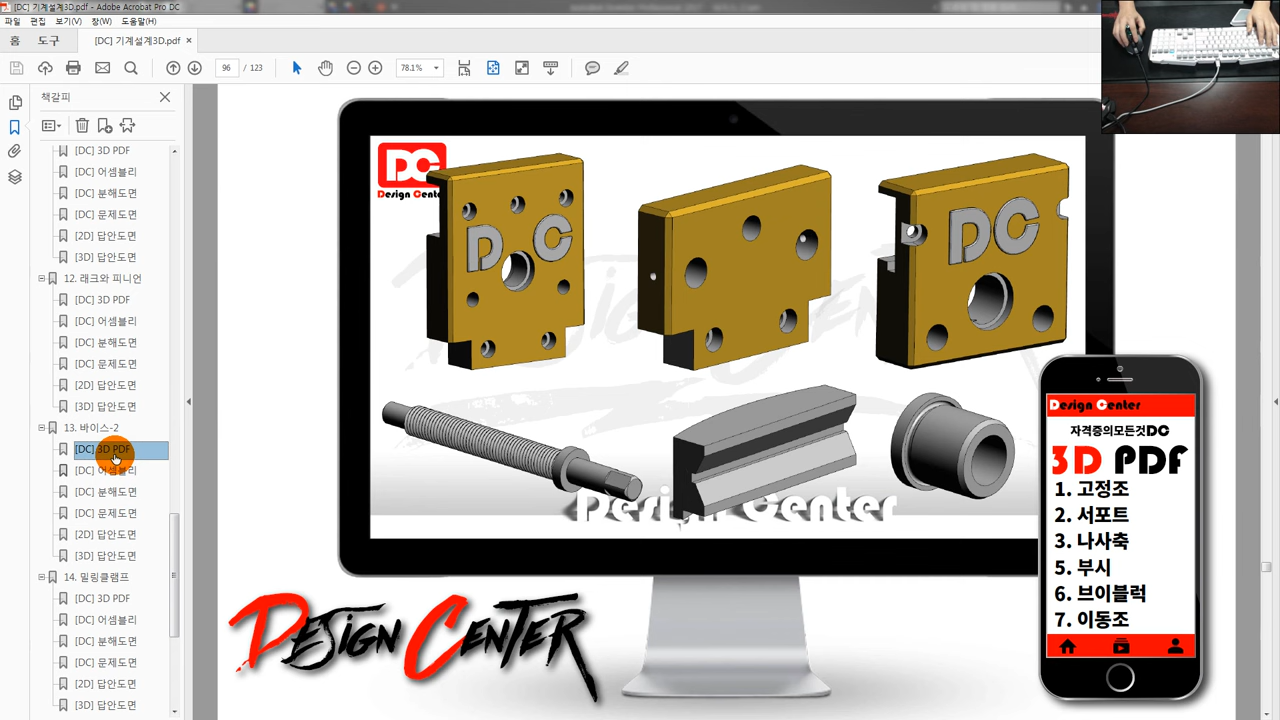 [DC] 기계설계3D.pdf - Adobe Acrobat Pro DC
파일 편집 보기(V) 창(W) 도움말(H)
홈 도구 [DC] 기계설계3D.pdf ×
96 / 123 78.1%
책갈피
[DC] 3D PDF
[DC] 어셈블리
[DC] 분해도면
[DC] 문제도면
[2D] 답안도면
[3D] 답안도면
12. 래크와 피니언
[DC] 3D PDF
[DC] 어셈블리
[DC] 분해도면
[DC] 문제도면
[2D] 답안도면
[3D] 답안도면
13. 바이스-2
[DC] 3D PDF
[DC] 어셈블리
[DC] 분해도면
[DC] 문제도면
[2D] 답안도면
[3D] 답안도면
14. 밀링클램프
[DC] 3D PDF
[DC] 어셈블리
[DC] 분해도면
[DC] 문제도면
[2D] 답안도면
[3D] 답안도면
DC
Design Center
DC
DC
Design Center
DESIGN CENTER
Design Center
자격증의모든것DC
3D PDF
1. 고정조
2. 서포트
3. 나사축
5. 부시
6. 브이블럭
7. 이동조